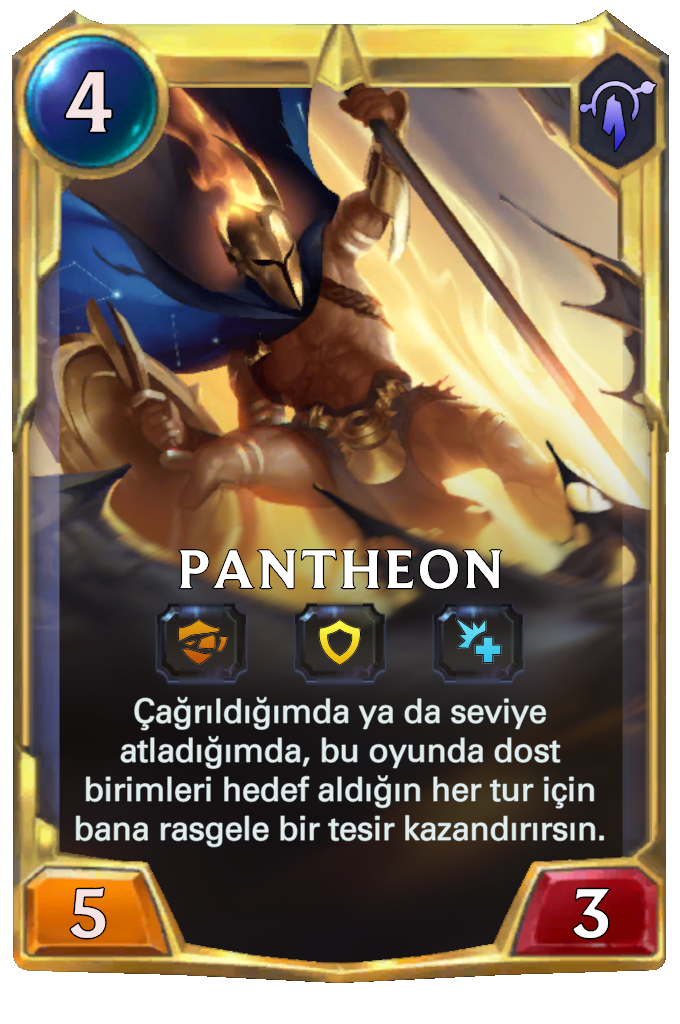 4
PANTHEON
Çağrıldığımda ya da seviye
atladığımda, bu oyunda dost
birimleri hedef aldığın her tur için
bana rasgele bir tesir kazandırırsın.
5
3